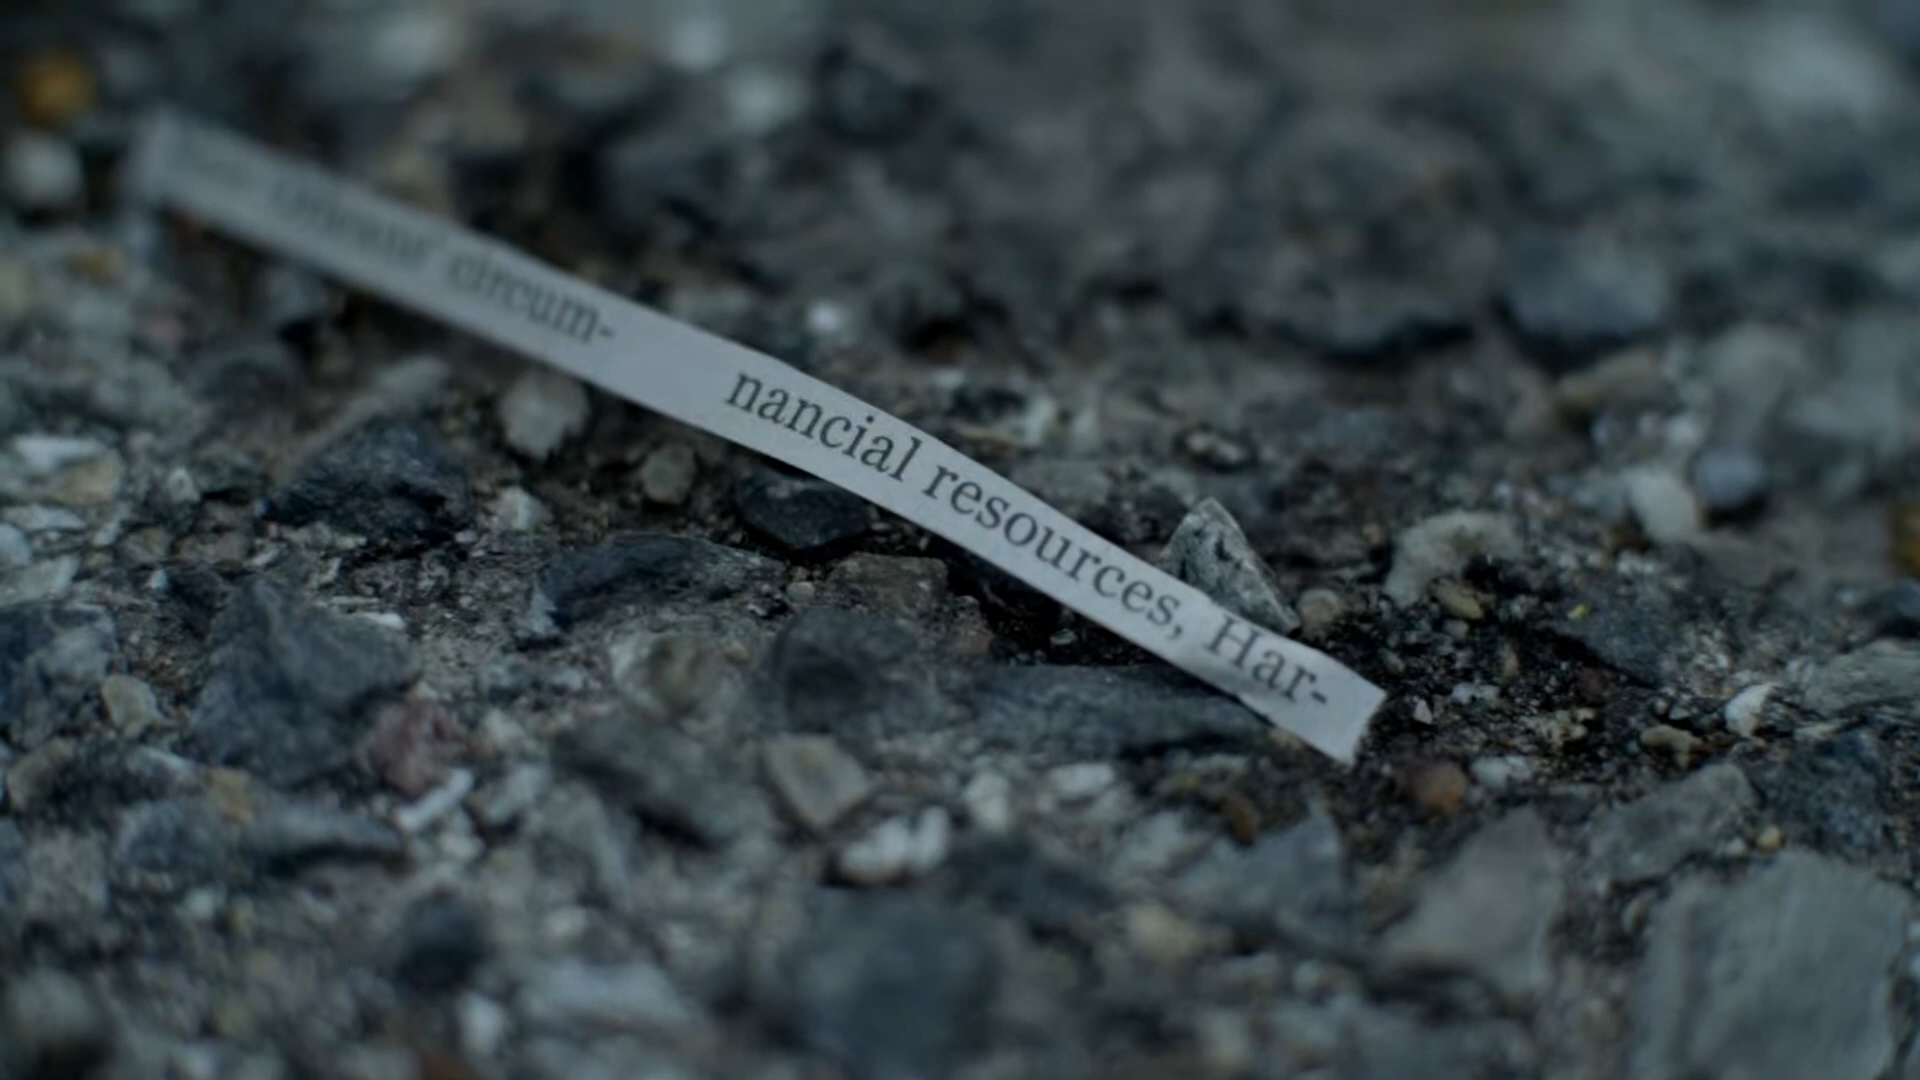 circum-
nancial resources, Har-